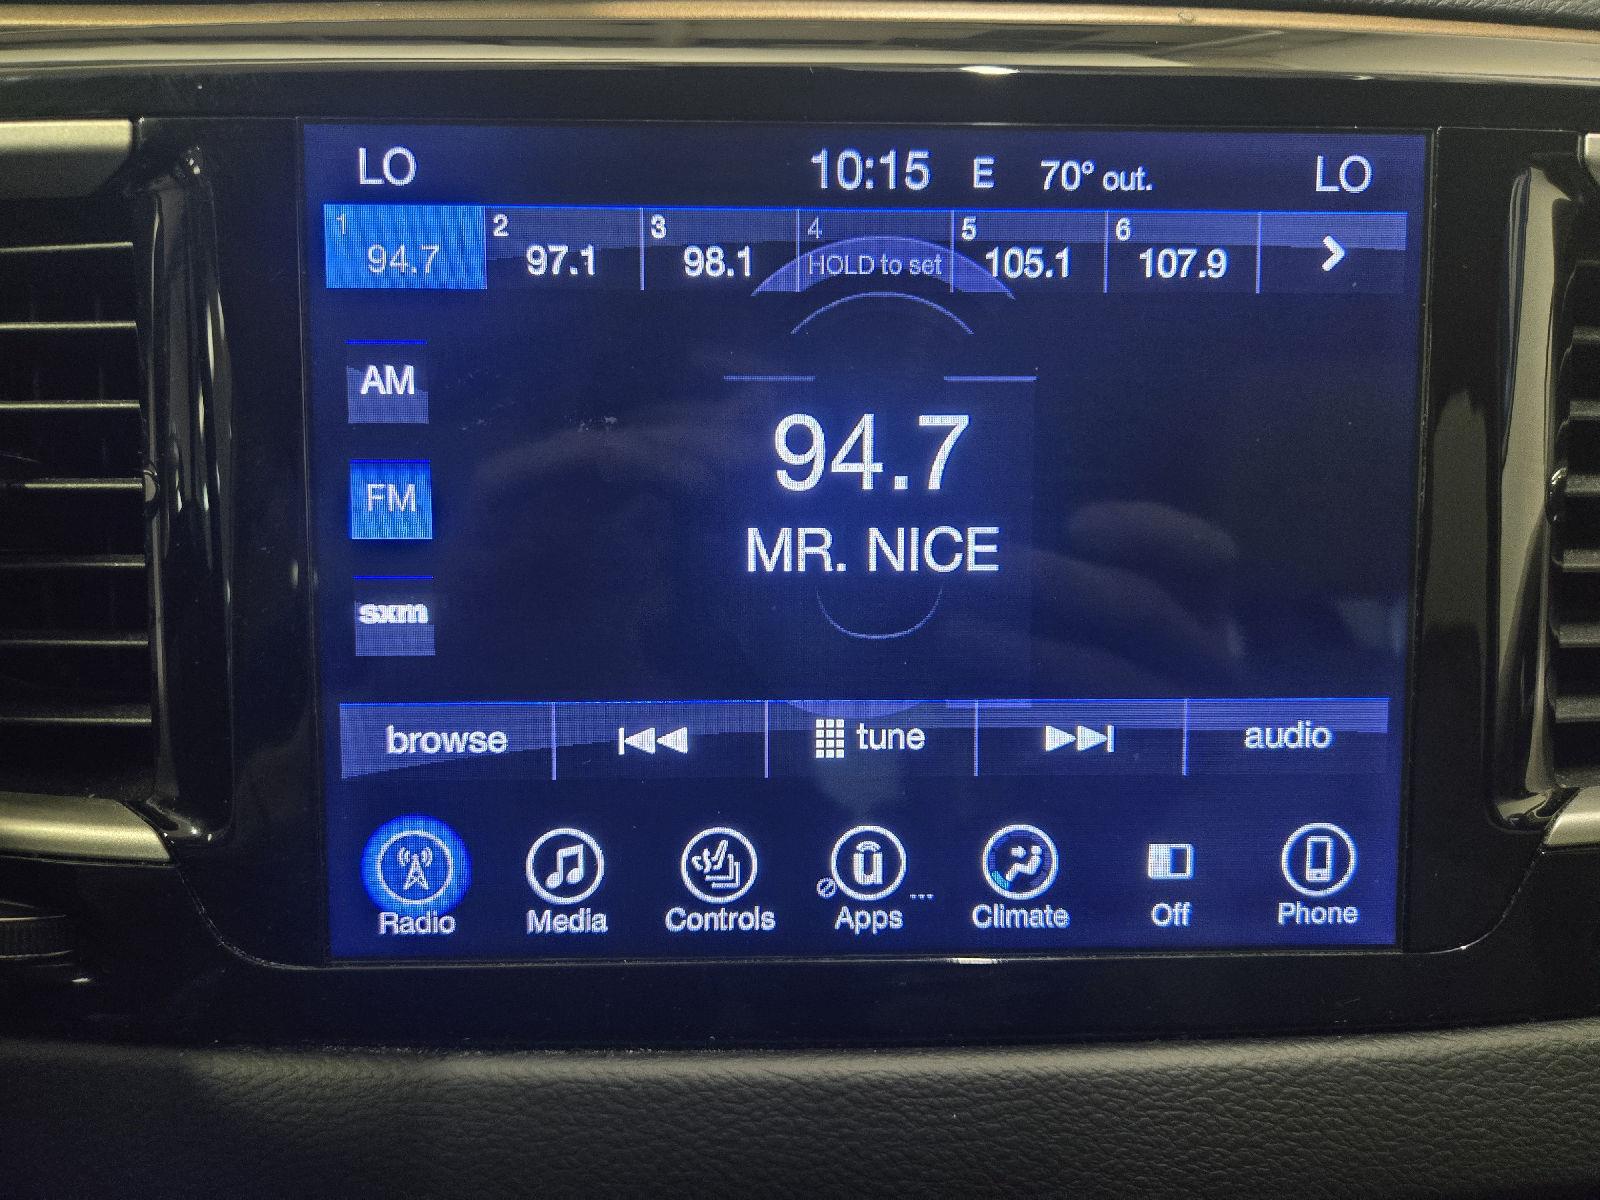 LO 10:15 E 70° out. LO
1 2 3 4 5 6
94.7 97.1 98.1 HOLD to set 105.1 107.9
AM
94.7
FM
MR. NICE
sxm
browse tune audio
Radio Media Controls Apps Climate Off Phone